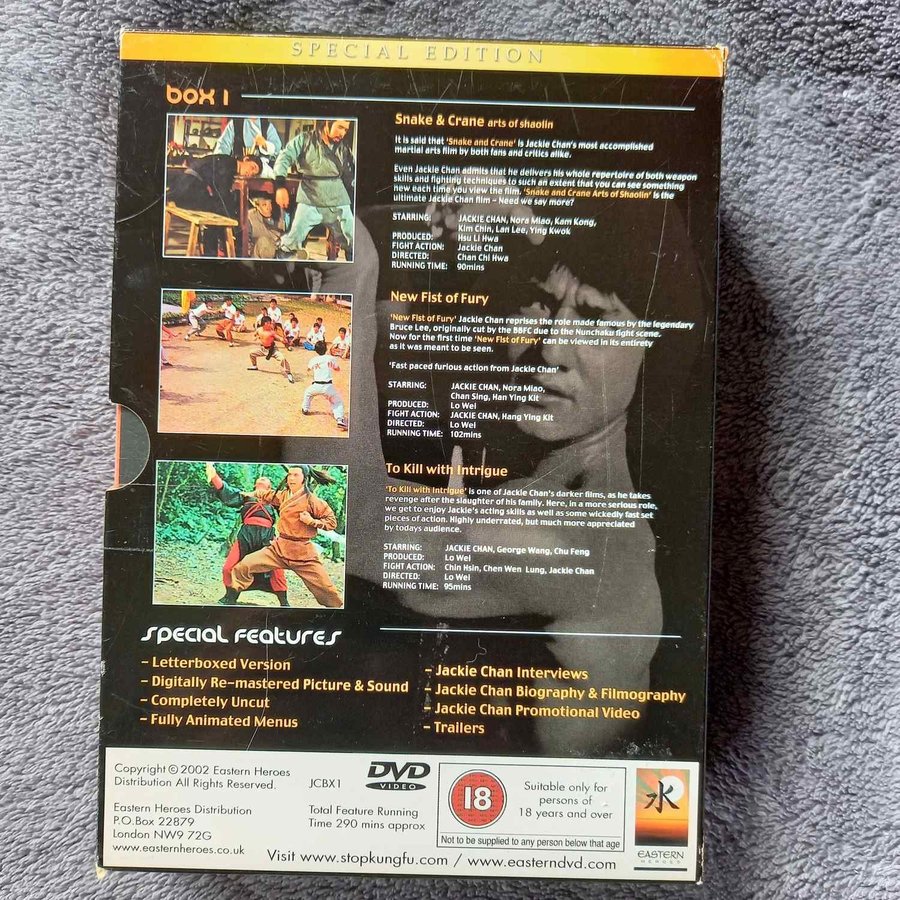 SPECIAL EDITION
box 1
Snake & Crane arts of shaolin
It is said that 'Snake and Crane' is Jackie Chan's most accomplished
martial arts film by both fans and critics alike.
Even Jackie Chan admits that he delivers his whole repertoire of both weapon
skills and fighting techniques to such an extent that you can see something
new each time you view the film. 'Snake and Crane Arts of Shaolin' is the
ultimate Jackie Chan film - Need we say more?
STARRING: JACKIE CHAN, Nora Miao, Kam Kong,
Kim Chin, Lan Lee, Ying Kwok
PRODUCED: Hsu Li Hwa
FIGHT ACTION: Jackie Chan
DIRECTED: Chan Chi Hwa
RUNNING TIME: 90mins
New Fist of Fury
'New Fist of Fury' Jackie Chan reprises the role made famous by the legendary
Bruce Lee, originally cut by the BBFC due to the Nunchaku fight scene.
Now for the first time 'New Fist of Fury' can be viewed in its entirety
as it was meant to be seen.
'Fast paced furious action from Jackie Chan'
STARRING: JACKIE CHAN, Nora Miao,
Chan Sing, Han Ying Kit
PRODUCED: Lo Wei
FIGHT ACTION: JACKIE CHAN, Hang Ying Kit
DIRECTED: Lo Wei
RUNNING TIME: 102mins
To Kill with Intrigue
'To Kill with Intrigue' is one of Jackie Chan's darker films, as he takes
revenge after the slaughter of his family. Here, in a more serious role,
we get to enjoy Jackie's acting skills as well as some wickedly fast set
pieces of action. Highly underrated, but much more appreciated
by todays audience.
STARRING: JACKIE CHAN, George Wang, Chu Feng
PRODUCED: Lo Wei
FIGHT ACTION: Chin Hsin, Chen Wen Lung, Jackie Chan
DIRECTED: Lo Wei
RUNNING TIME: 95mins
Special Features
- Letterboxed Version
- Digitally Re-mastered Picture & Sound
- Completely Uncut
- Fully Animated Menus
- Jackie Chan Interviews
- Jackie Chan Biography & Filmography
- Jackie Chan Promotional Video
- Trailers
Copyright © 2002 Eastern Heroes
Distribution All Rights Reserved.
Eastern Heroes Distribution
P.O.Box 22879
London NW9 72G
www.easternheroes.co.uk
JCBX1
Total Feature Running
Time 290 mins approx
DVD
VIDEO
18
Suitable only for
persons of
18 years and over
Not to be supplied to any person below that age
水
EASTERN
HEROES
Visit www.stopkungfu.com / www.easterndvd.com